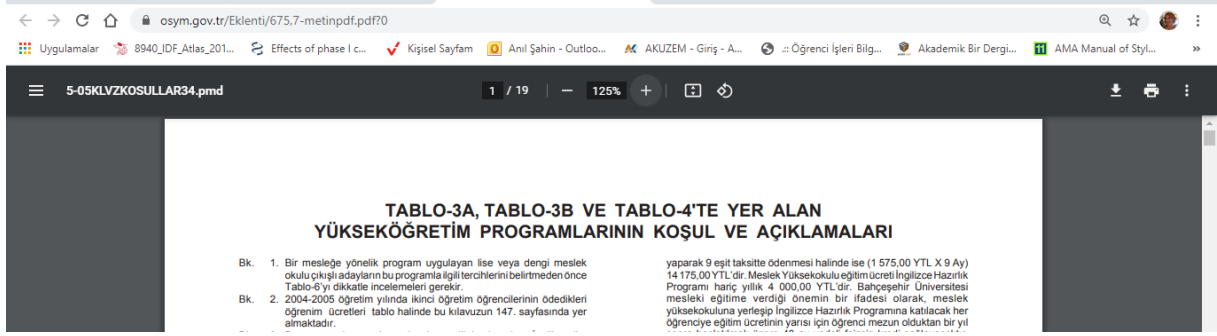 osym.gov.tr/Eklenti/675,7-metinpdf.pdf?0
Uygulamalar 8940_IDF_Atlas_201... Effects of phase I c... Kişisel Sayfam Anıl Şahin - Outloo... AKUZEM - Giriş - A... .:: Öğrenci İşleri Bilg... Akademik Bir Dergi... 11 AMA Manual of Styl... »
5-05KLVZKOSULLAR34.pmd 1 / 19 125%
TABLO-3A, TABLO-3B VE TABLO-4'TE YER ALAN
YÜKSEKÖĞRETİM PROGRAMLARININ KOŞUL VE AÇIKLAMALARI
Bk. 1. Bir mesleğe yönelik program uygulayan lise veya dengi meslek
okulu çıkışlı adayların bu programla ilgili tercihlerini belirtmeden önce
Tablo-6'yı dikkatle incelemeleri gerekir.
Bk. 2. 2004-2005 öğretim yılında ikinci öğretim öğrencilerinin ödedikleri
öğrenim ücretleri tablo halinde bu kılavuzun 147. sayfasında yer
almaktadır.
yaparak 9 eşit taksitte ödenmesi halinde ise (1 575,00 YTL X 9 Ay)
14 175,00 YTL'dir. Meslek Yüksekokulu eğitim ücreti İngilizce Hazırlık
Programı hariç yıllık 4 000,00 YTL'dir. Bahçeşehir Üniversitesi
mesleki eğitime verdiği önemin bir ifadesi olarak, meslek
yüksekokuluna yerleşip İngilizce Hazırlık Programına katılacak her
öğrenciye eğitim ücretinin yarısı için öğrenci mezun olduktan bir yıl